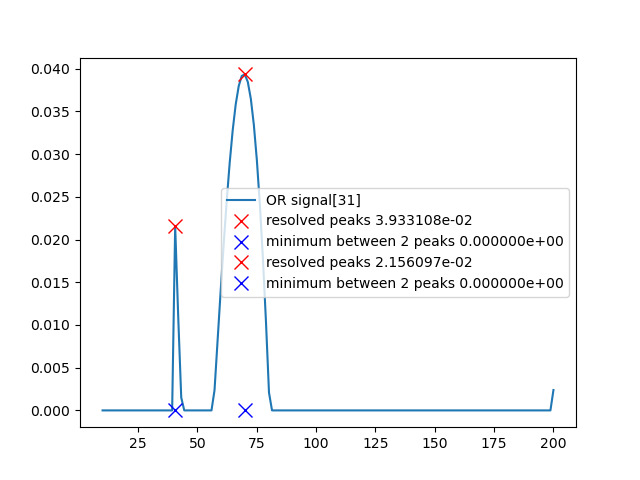 0.040
0.035
0.030
0.025
0.020
0.015
0.010
0.005
0.000
OR signal[31]
resolved peaks 3.933108e-02
minimum between 2 peaks 0.000000e+00
resolved peaks 2.156097e-02
minimum between 2 peaks 0.000000e+00
25 50 75 100 125 150 175 200